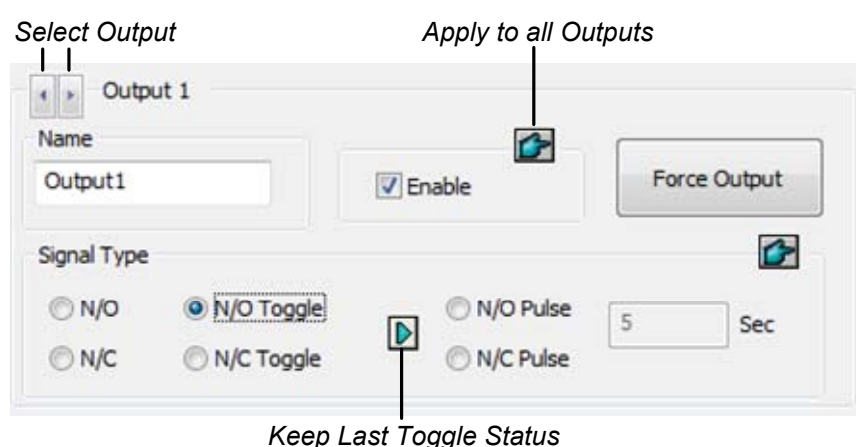 Select Output
Apply to all Outputs
Output 1
Name
Output1
Enable
Force Output
Signal Type
N/O
N/O Toggle
N/O Pulse
5
Sec
N/C
N/C Toggle
N/C Pulse
Keep Last Toggle Status